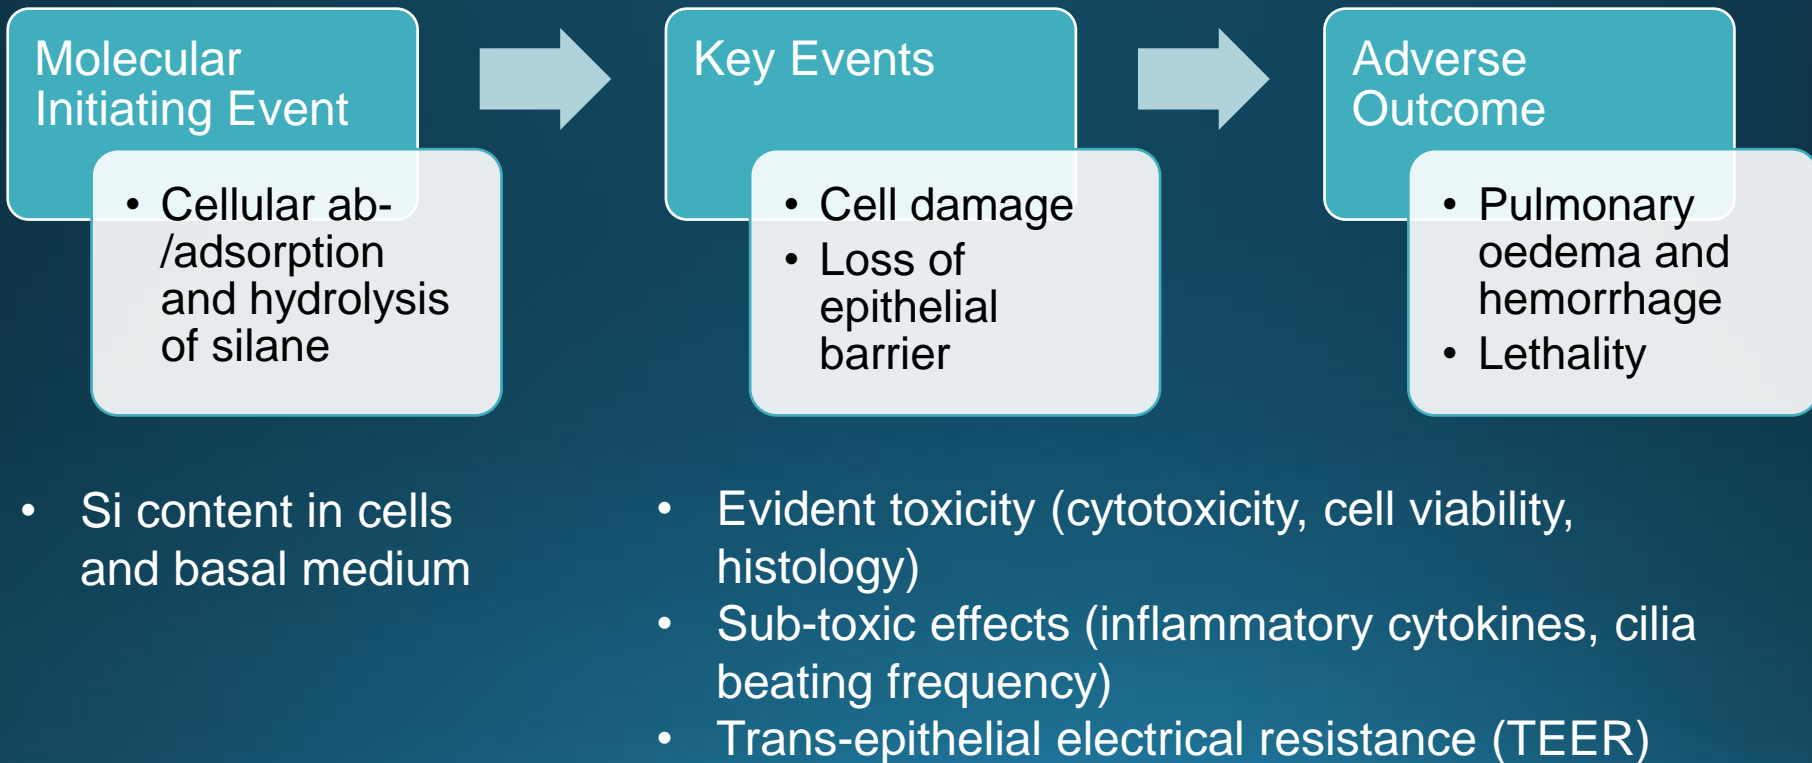 Molecular
Initiating Event
• Cellular ab-
/adsorption
and hydrolysis
of silane
Key Events
• Cell damage
• Loss of
epithelial
barrier
Adverse
Outcome
• Pulmonary
oedema and
hemorrhage
• Lethality
• Si content in cells
and basal medium
• Evident toxicity (cytotoxicity, cell viability,
histology)
• Sub-toxic effects (inflammatory cytokines, cilia
beating frequency)
• Trans-epithelial electrical resistance (TEER)